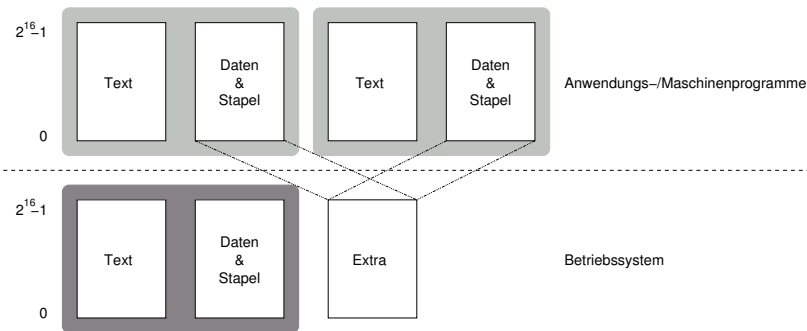 2^16–1
Text
Daten
&
Stapel
Text
Daten
&
Stapel
Anwendungs–/Maschinenprogramme
0
2^16–1
Text
Daten
&
Stapel
Extra
Betriebssystem
0